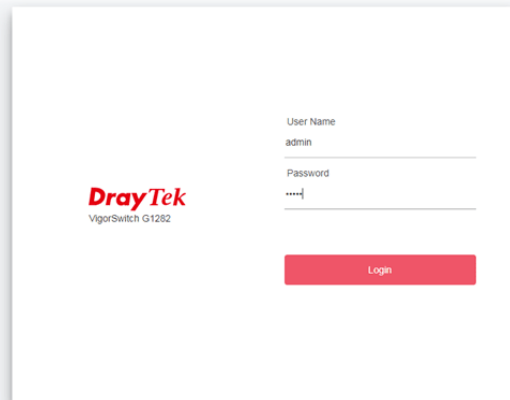 User Name
admin
Password
•••••
DrayTek
VigorSwitch G1282
Login